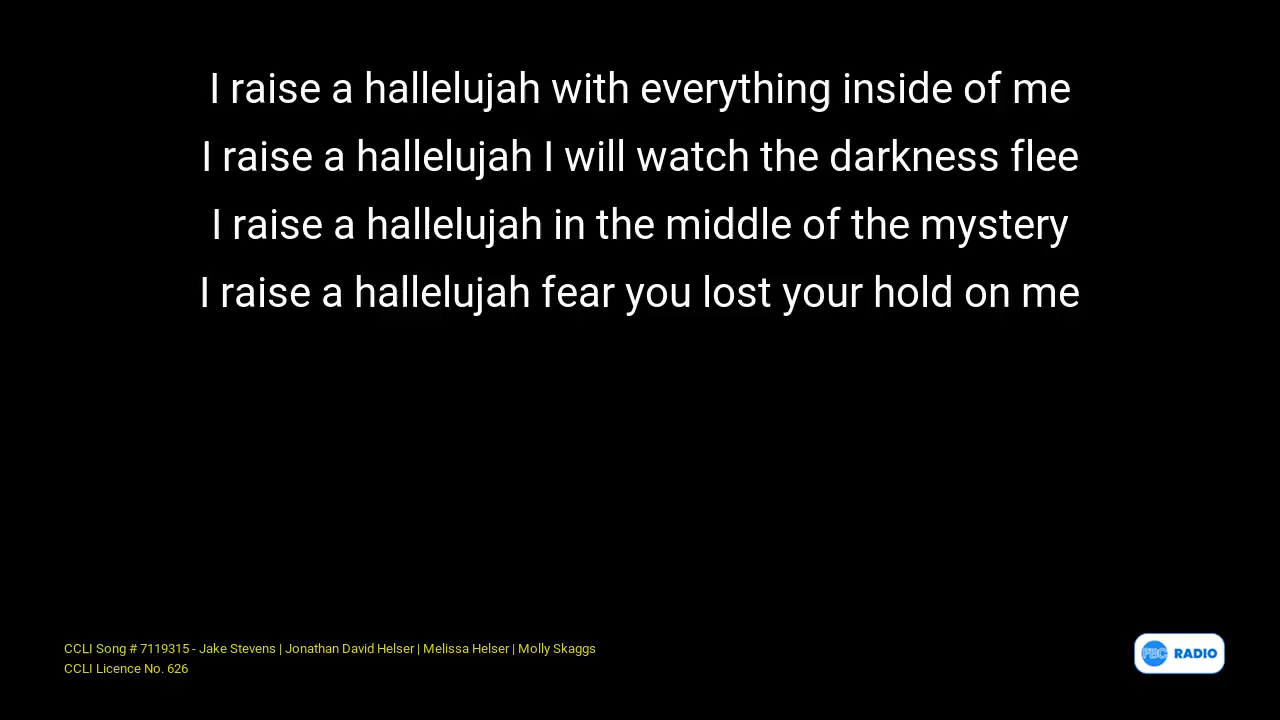 I raise a hallelujah with everything inside of me
I raise a hallelujah I will watch the darkness flee
I raise a hallelujah in the middle of the mystery
I raise a hallelujah fear you lost your hold on me
CCLI Song # 7119315 - Jake Stevens | Jonathan David Helser | Melissa Helser | Molly Skaggs
CCLI Licence No. 626
FBC RADIO